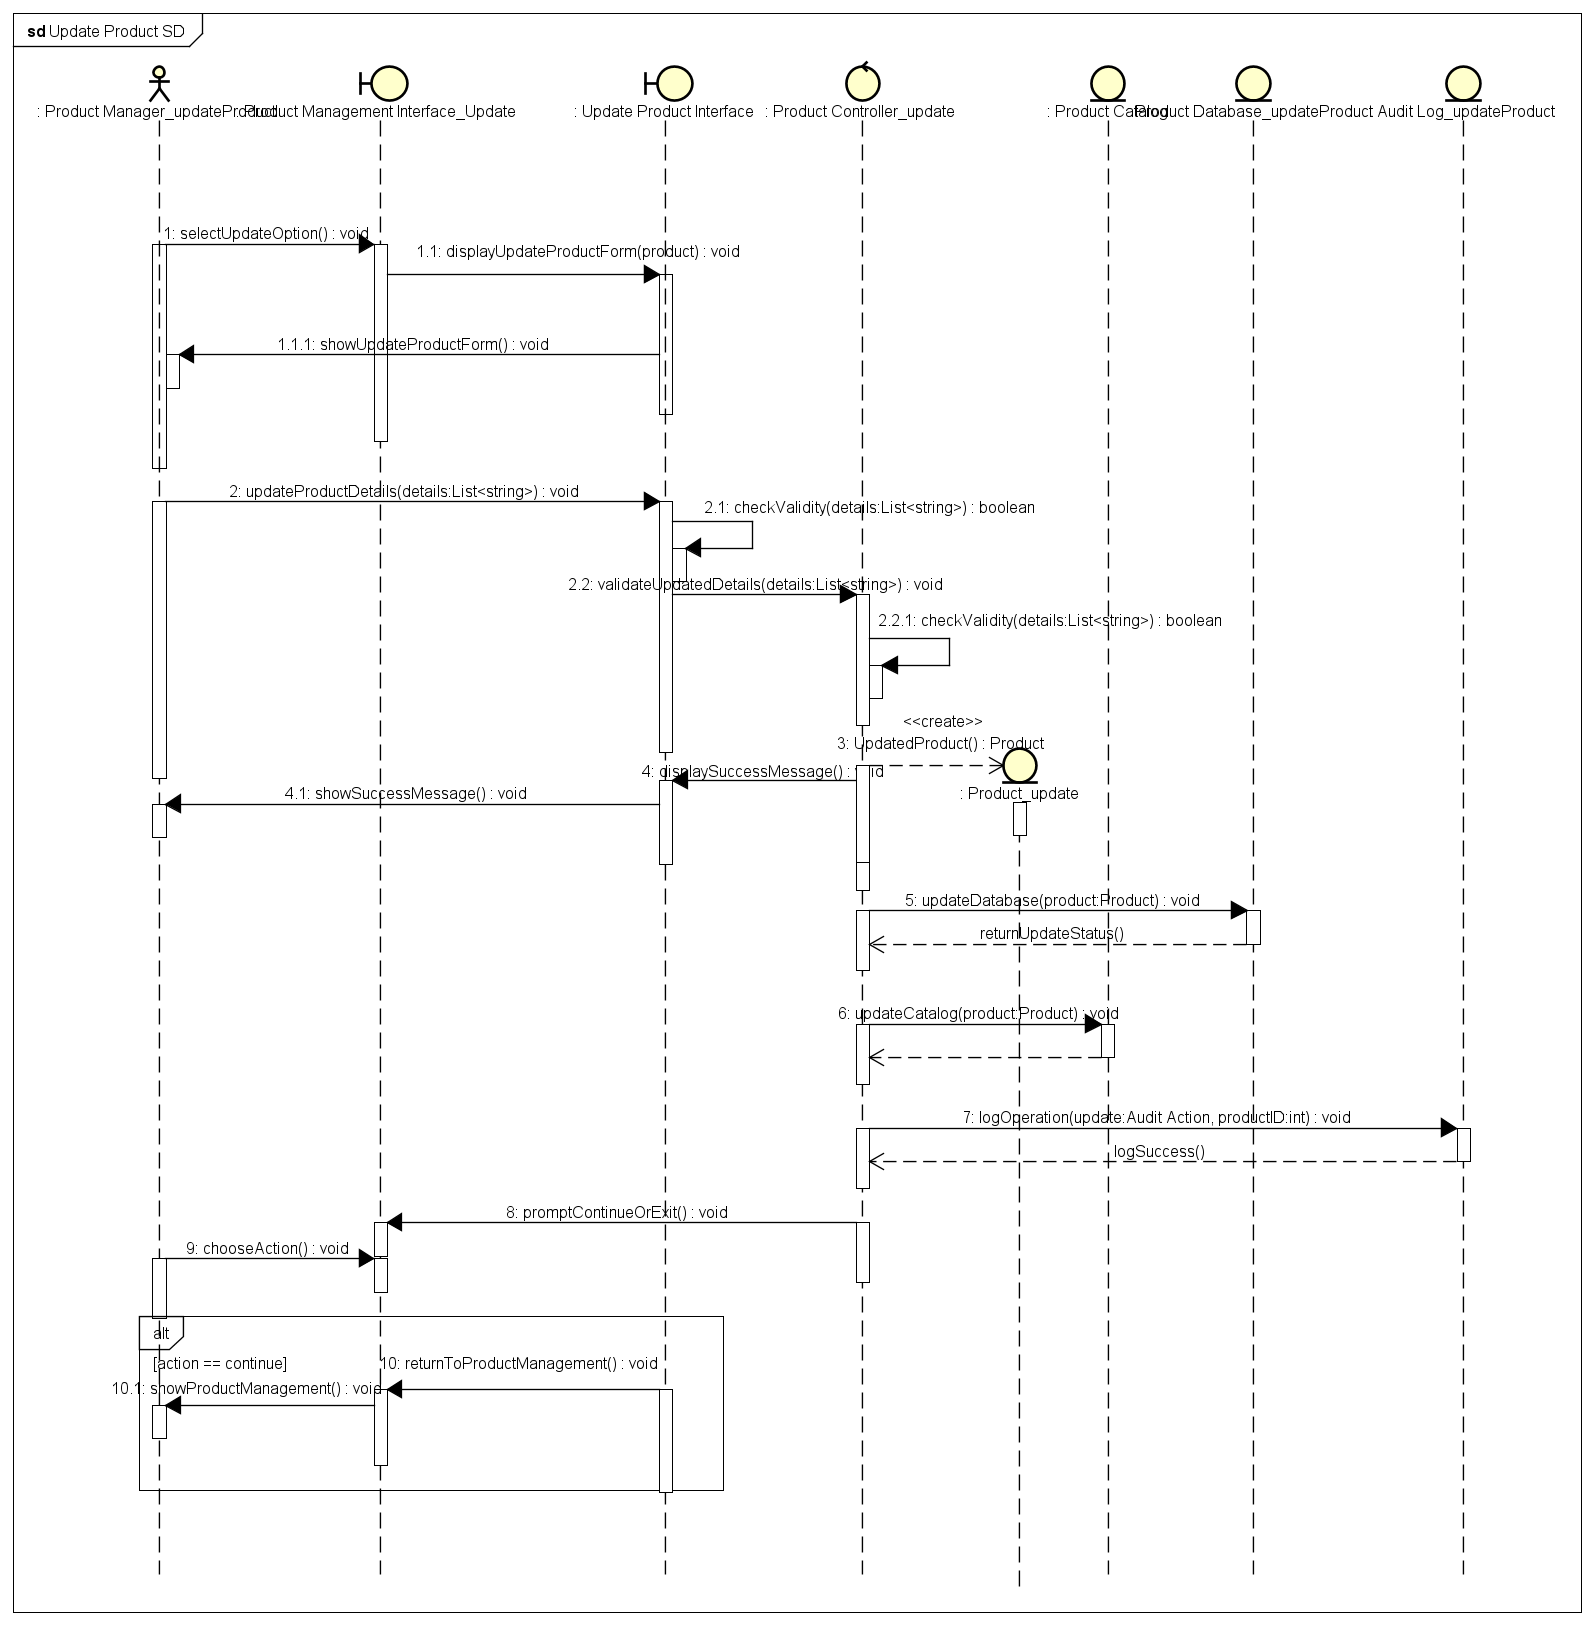 sd Update Product SD
: Product Manager_updateProduct
: Product Management Interface_Update
: Update Product Interface
: Product Controller_update
: Product Catalog
Product Database_updateProduct
Audit Log_updateProduct
1: selectUpdateOption() : void
1.1: displayUpdateProductForm(product) : void
1.1.1: showUpdateProductForm() : void
2: updateProductDetails(details:List<string>) : void
2.1: checkValidity(details:List<string>) : boolean
2.2: validateUpdatedDetails(details:List<string>) : void
2.2.1: checkValidity(details:List<string>) : boolean
<<create>>
3: UpdatedProduct() : Product
4: displaySuccessMessage() : void
4.1: showSuccessMessage() : void
: Product_update
5: updateDatabase(product:Product) : void
returnUpdateStatus()
6: updateCatalog(product:Product) : void
7: logOperation(update:Audit Action, productID:int) : void
logSuccess()
8: promptContinueOrExit() : void
9: chooseAction() : void
alt
[action == continue]
10: returnToProductManagement() : void
10.1: showProductManagement() : void